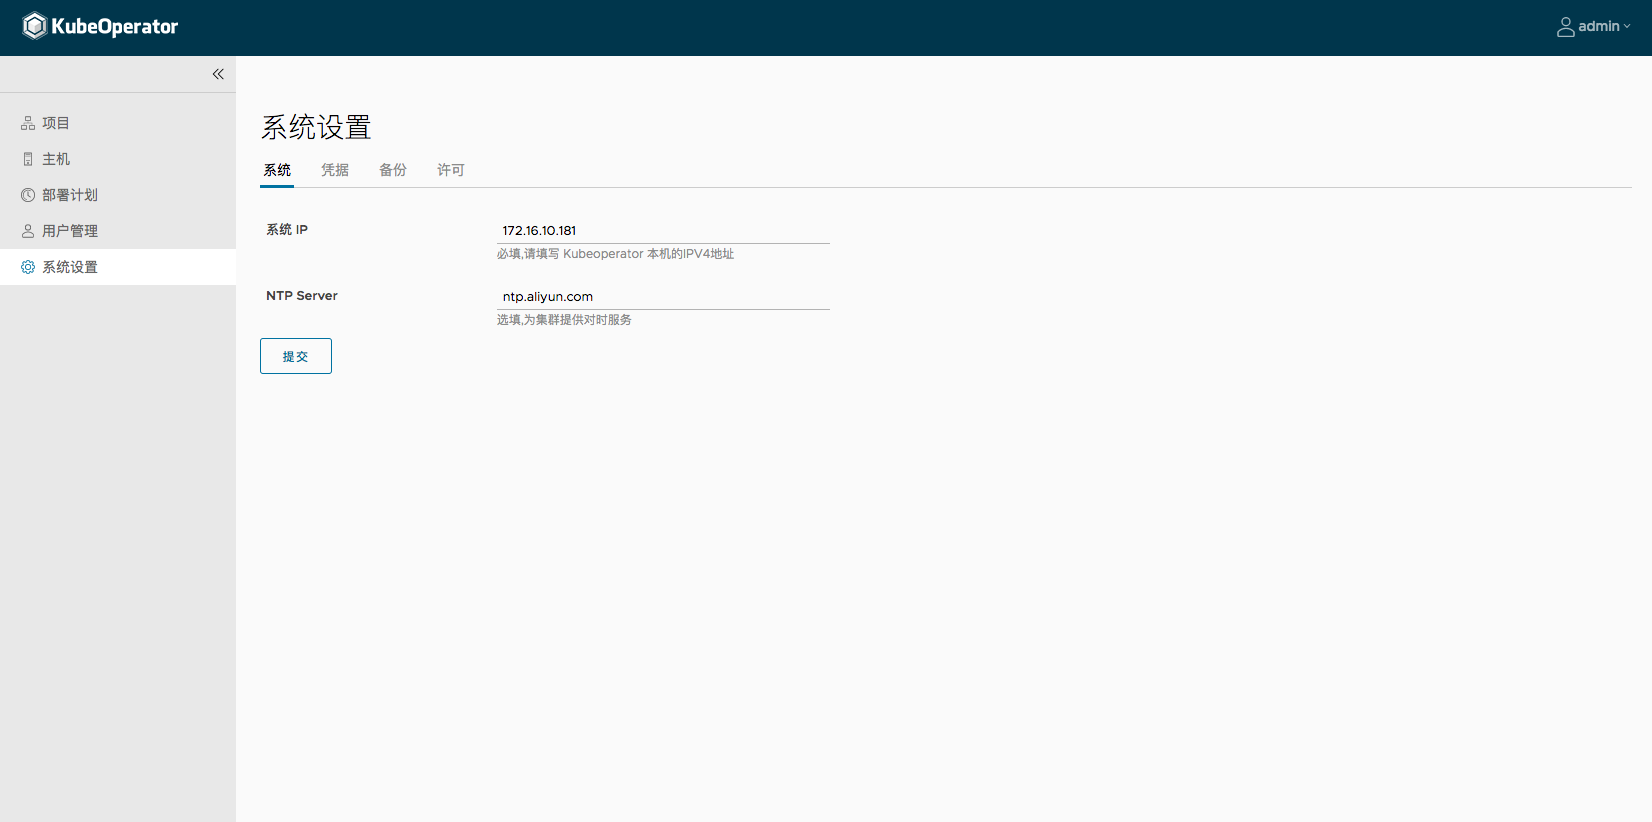 KubeOperator
admin
项目
主机
部署计划
用户管理
系统设置
系统设置
系统 凭据 备份 许可
系统 IP 172.16.10.181
必填,请填写 Kubeoperator 本机的IPV4地址
NTP Server ntp.aliyun.com
选填,为集群提供对时服务
提交